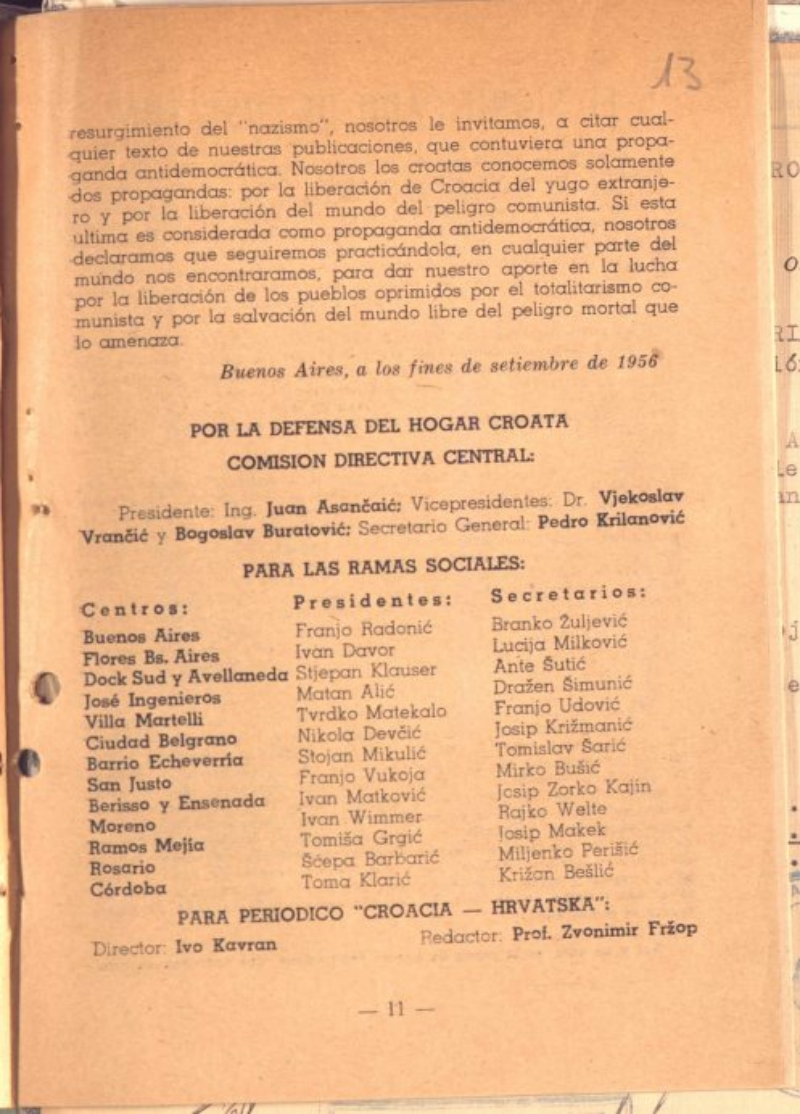 13
resurgimiento del "nazismo", nosotros le invitamos, a citar cual-
quier texto de nuestras publicaciones, que contuviera una propa-
ganda antidemocrática. Nosotros los croatas conocemos solamente
dos propagandas: por la liberación de Croacia del yugo extranje-
ro y por la liberación del mundo del peligro comunista. Si esta
ultima es considerada como propaganda antidemocrática, nosotros
declaramos que seguiremos practicándola, en cualquier parte del
mundo nos encontraramos, para dar nuestro aporte en la lucha
por la liberación de los pueblos oprimidos por el totalitarismo co-
munista y por la salvación del mundo libre del peligro mortal que
lo amenaza.
Buenos Aires, a los fines de setiembre de 1956
POR LA DEFENSA DEL HOGAR CROATA
COMISION DIRECTIVA CENTRAL:
Presidente: Ing. Juan Asančaić; Vicepresidentes: Dr. Vjekoslav
Vrančić y Bogoslav Buratović; Secretario General: Pedro Krilanović
PARA LAS RAMAS SOCIALES:
Centros: Presidentes: Secretarios:
Buenos Aires Franjo Radonić Branko Žuljević
Flores Bs. Aires Ivan Davor Lucija Milković
Dock Sud y Avellaneda Stjepan Klauser Ante Šutić
José Ingenieros Matan Alić Dražen Šimunić
Villa Martelli Tvrdko Matekalo Franjo Udović
Ciudad Belgrano Nikola Devčić Josip Križmanić
Barrio Echeverría Stojan Mikulić Tomislav Šarić
San Justo Franjo Vukoja Mirko Bušić
Berisso y Ensenada Ivan Matković Josip Zorko Kajin
Moreno Ivan Wimmer Rajko Welte
Ramos Mejía Tomiša Grgić Josip Makek
Rosario Šćepa Barbarić Miljenko Perišić
Córdoba Toma Klarić Križan Bešlić
PARA PERIODICO "CROACIA — HRVATSKA":
Director: Ivo Kavran Redactor: Prof. Zvonimir Fržop
— 11 —